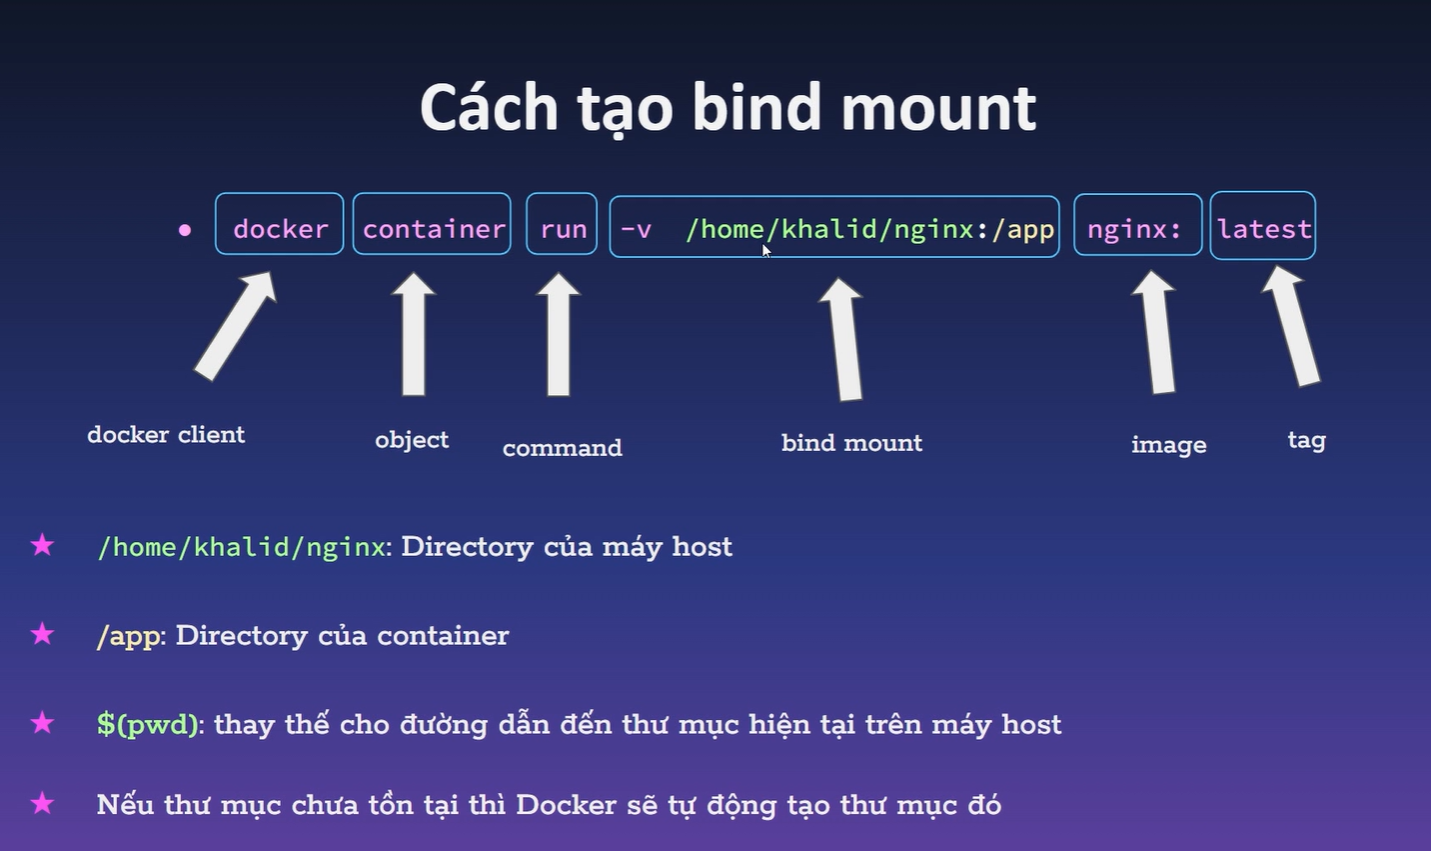 Cách tạo bind mount
• docker container run -v /home/khalid/nginx:/app nginx: latest
docker client object command bind mount image tag
★ /home/khalid/nginx: Directory của máy host
★ /app: Directory của container
★ $(pwd): thay thế cho đường dẫn đến thư mục hiện tại trên máy host
★ Nếu thư mục chưa tồn tại thì Docker sẽ tự động tạo thư mục đó